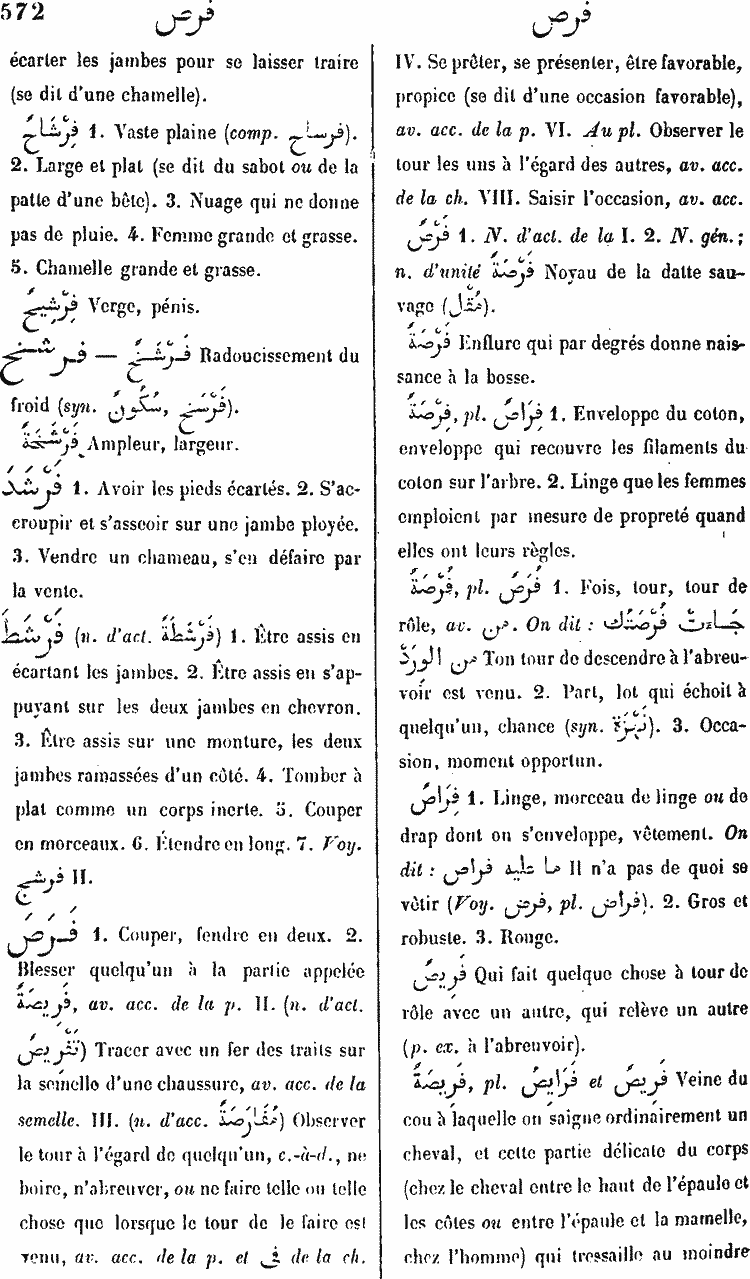 572
فرص
فرص
écarter les jambes pour se laisser traire
(se dit d'une chamelle).
فِرْشَاحٌ 1. Vaste plaine (comp. فرساح).
2. Large et plat (se dit du sabot ou de la
patte d'une bête). 3. Nuage qui ne donne
pas de pluie. 4. Femme grande et grasse.
5. Chamelle grande et grasse.
فِرْشِيحٌ Verge, pénis.
فرشخ — فَرْشَخٌ Radoucissement du
froid (syn. سُكُونٌ, فَرْسَخٌ).
فَرْشَخَةٌ Ampleur, largeur.
فَرْشَدَ 1. Avoir les pieds écartés. 2. S'ac-
croupir et s'asseoir sur une jambe ployée.
3. Vendre un chameau, s'en défaire par
la vente.
فَرْشَطَ (n. d'act. فَرْشَطَةٌ) 1. Être assis en
écartant les jambes. 2. Être assis en s'ap-
puyant sur les deux jambes en chevron.
3. Être assis sur une monture, les deux
jambes ramassées d'un côté. 4. Tomber à
plat comme un corps inerte. 5. Couper
en morceaux. 6. Étendre en long. 7. Voy.
فرشح II.
فَرَصَ 1. Couper, fendre en deux. 2.
Blesser quelqu'un à la partie appelée
فَرِيصَةٌ, av. acc. de la p. II. (n. d'act.
تَفْرِيصٌ) Tracer avec un fer des traits sur
la semelle d'une chaussure, av. acc. de la
semelle. III. (n. d'acc. مُفَارَصَةٌ) Observer
le tour à l'égard de quelqu'un, c.-à-d., ne
boire, n'abreuver, ou ne faire telle ou telle
chose que lorsque le tour de le faire est
venu, av. acc. de la p. et فى de la ch.
IV. Se prêter, se présenter, être favorable,
propice (se dit d'une occasion favorable),
av. acc. de la p. VI. Au pl. Observer le
tour les uns à l'égard des autres, av. acc.
de la ch. VIII. Saisir l'occasion, av. acc.
فَرْصٌ 1. N. d'act. de la I. 2. N. gén.;
n. d'unité فَرْصَةٌ Noyau de la datte sau-
vage (مُقْل).
فَرْصَةٌ Enflure qui par degrés donne nais-
sance à la bosse.
فِرْصَةٌ, pl. فِرَاصٌ 1. Enveloppe du coton,
enveloppe qui recouvre les filaments du
coton sur l'arbre. 2. Linge que les femmes
emploient par mesure de propreté quand
elles ont leurs règles.
فُرْصَةٌ, pl. فُرَصٌ 1. Fois, tour, tour de
rôle, av. من. On dit : جَاءَتْ فُرْصَتُكَ
من الوِرْدِ Ton tour de descendre à l'abreu-
voir est venu. 2. Part, lot qui échoit à
quelqu'un, chance (syn. نُهْزَة). 3. Occa-
sion, moment opportun.
فِرَاصٌ 1. Linge, morceau de linge ou de
drap dont on s'enveloppe, vêtement. On
dit : ما عليه فراص Il n'a pas de quoi se
vêtir (Voy. فرض, pl. فراض). 2. Gros et
robuste. 3. Rouge.
فَرِيصٌ Qui fait quelque chose à tour de
rôle avec un autre, qui relève un autre
(p. ex. à l'abreuvoir).
فَرِيصَةٌ, pl. فَرَايِصٌ et فَرِيصٌ Veine du
cou à laquelle on saigne ordinairement un
cheval, et cette partie délicate du corps
(chez le cheval entre le haut de l'épaule et
les côtes ou entre l'épaule et la mamelle,
chez l'homme) qui tressaille au moindre